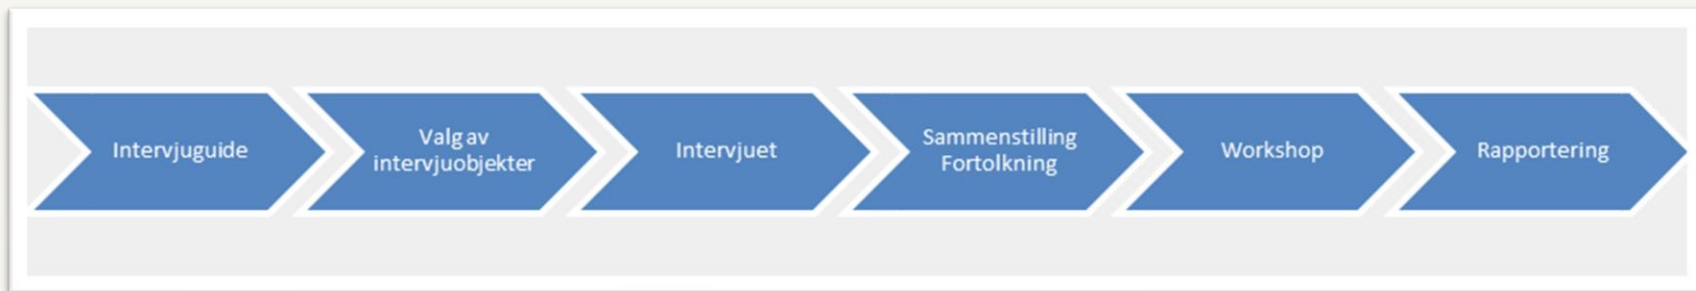 Intervjuguide
Valg av
intervjuobjekter
Intervjuet
Sammenstilling
Fortolkning
Workshop
Rapportering